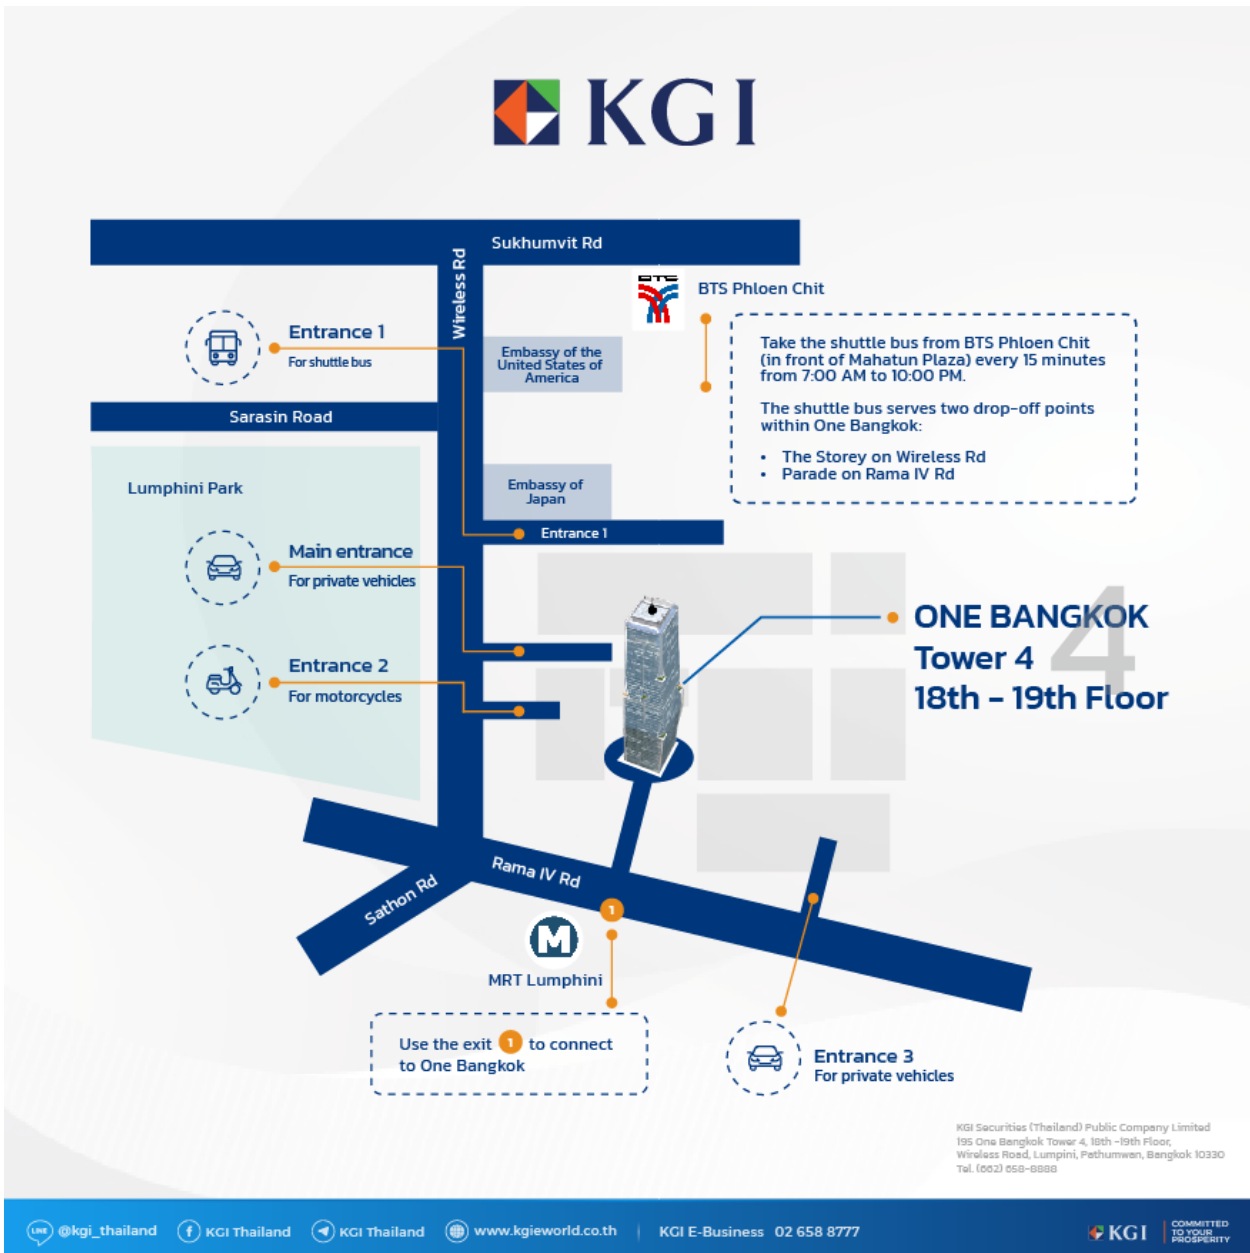 KGI
Sukhumvit Rd
Wireless Rd
BTS
BTS Phloen Chit
Entrance 1
For shuttle bus
Embassy of the
United States of
America
Take the shuttle bus from BTS Phloen Chit
(in front of Mahatun Plaza) every 15 minutes
from 7:00 AM to 10:00 PM.
The shuttle bus serves two drop-off points
within One Bangkok:
• The Storey on Wireless Rd
• Parade on Rama IV Rd
Sarasin Road
Lumphini Park
Embassy of
Japan
Entrance 1
Main entrance
For private vehicles
Entrance 2
For motorcycles
4
ONE BANGKOK
Tower 4
18th - 19th Floor
Rama IV Rd
Sathon Rd
1
M
MRT Lumphini
Use the exit 1 to connect
to One Bangkok
Entrance 3
For private vehicles
KGI Securities (Thailand) Public Company Limited
195 One Bangkok Tower 4, 18th -19th Floor,
Wireless Road, Lumpini, Pathumwan, Bangkok 10330
Tel. (662) 658-8888
LINE @kgi_thailand f KGI Thailand KGI Thailand www.kgieworld.co.th | KGI E-Business 02 658 8777
KGI
COMMITTED
TO YOUR
PROSPERITY